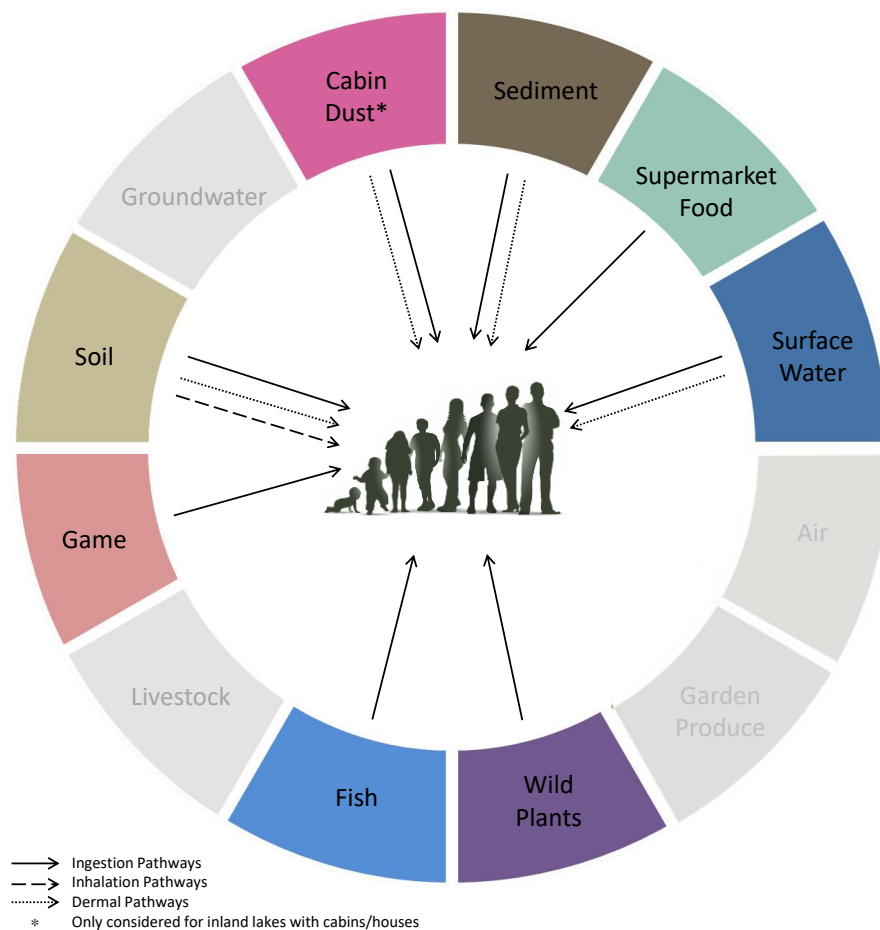 Cabin
Dust*
Sediment
Supermarket
Food
Surface
Water
Air
Garden
Produce
Wild
Plants
Fish
Livestock
Game
Soil
Groundwater
Ingestion Pathways
Inhalation Pathways
Dermal Pathways
* Only considered for inland lakes with cabins/houses